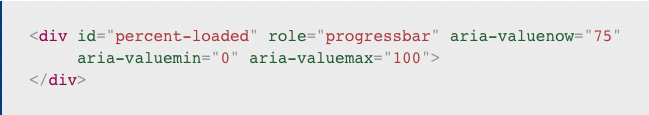 <div id="percent-loaded" role="progressbar" aria-valuenow="75"
aria-valuemin="0" aria-valuemax="100">
</div>